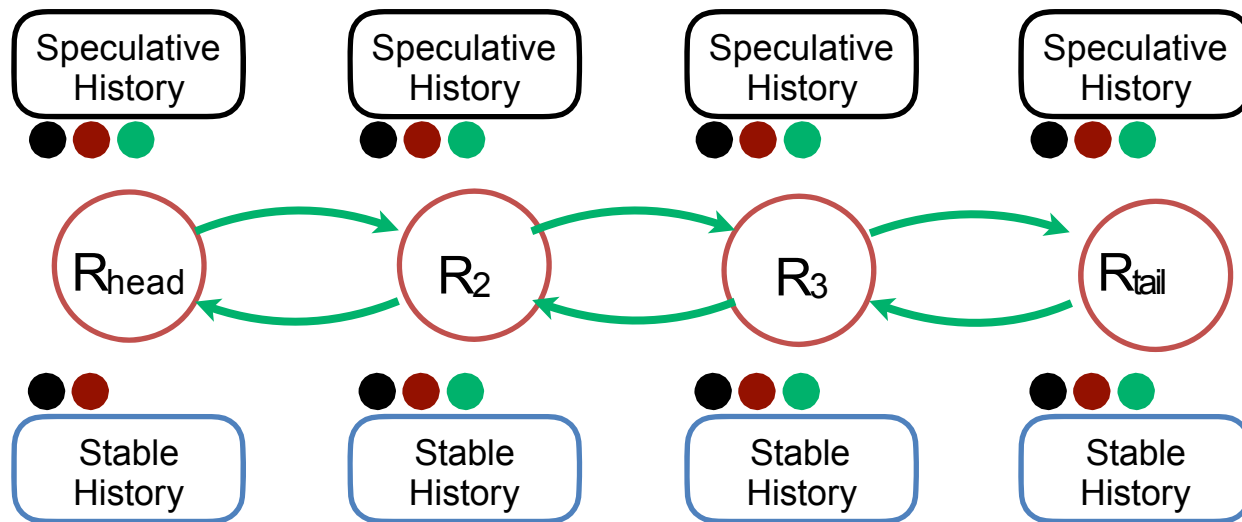 Speculative
History
Speculative
History
Speculative
History
Speculative
History
Rhead
R2
R3
Rtail
Stable
History
Stable
History
Stable
History
Stable
History